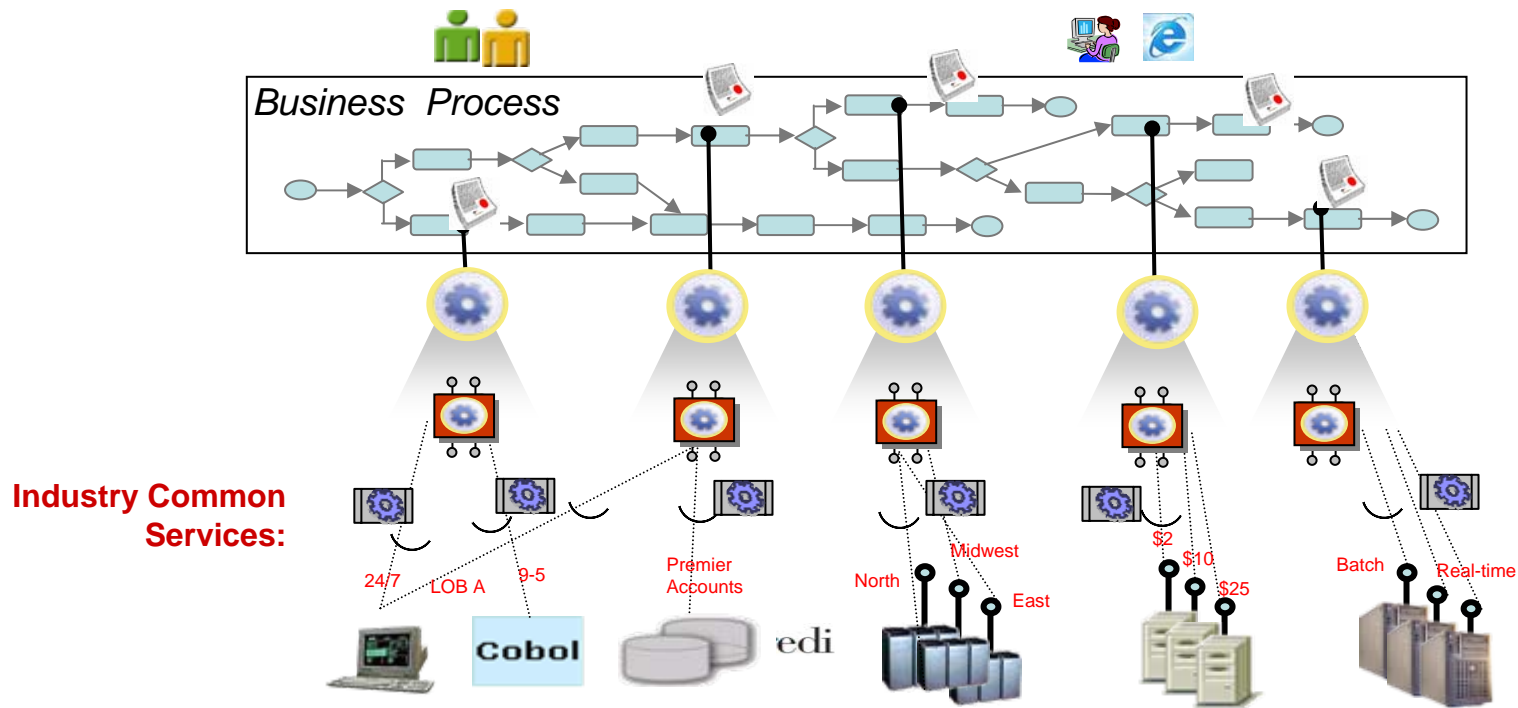 Business Process
Industry Common
Services:
24/7
LOB A
9-5
Premier
Accounts
North
Midwest
East
$2
$10
$25
Batch
Real-time
Cobol
edi